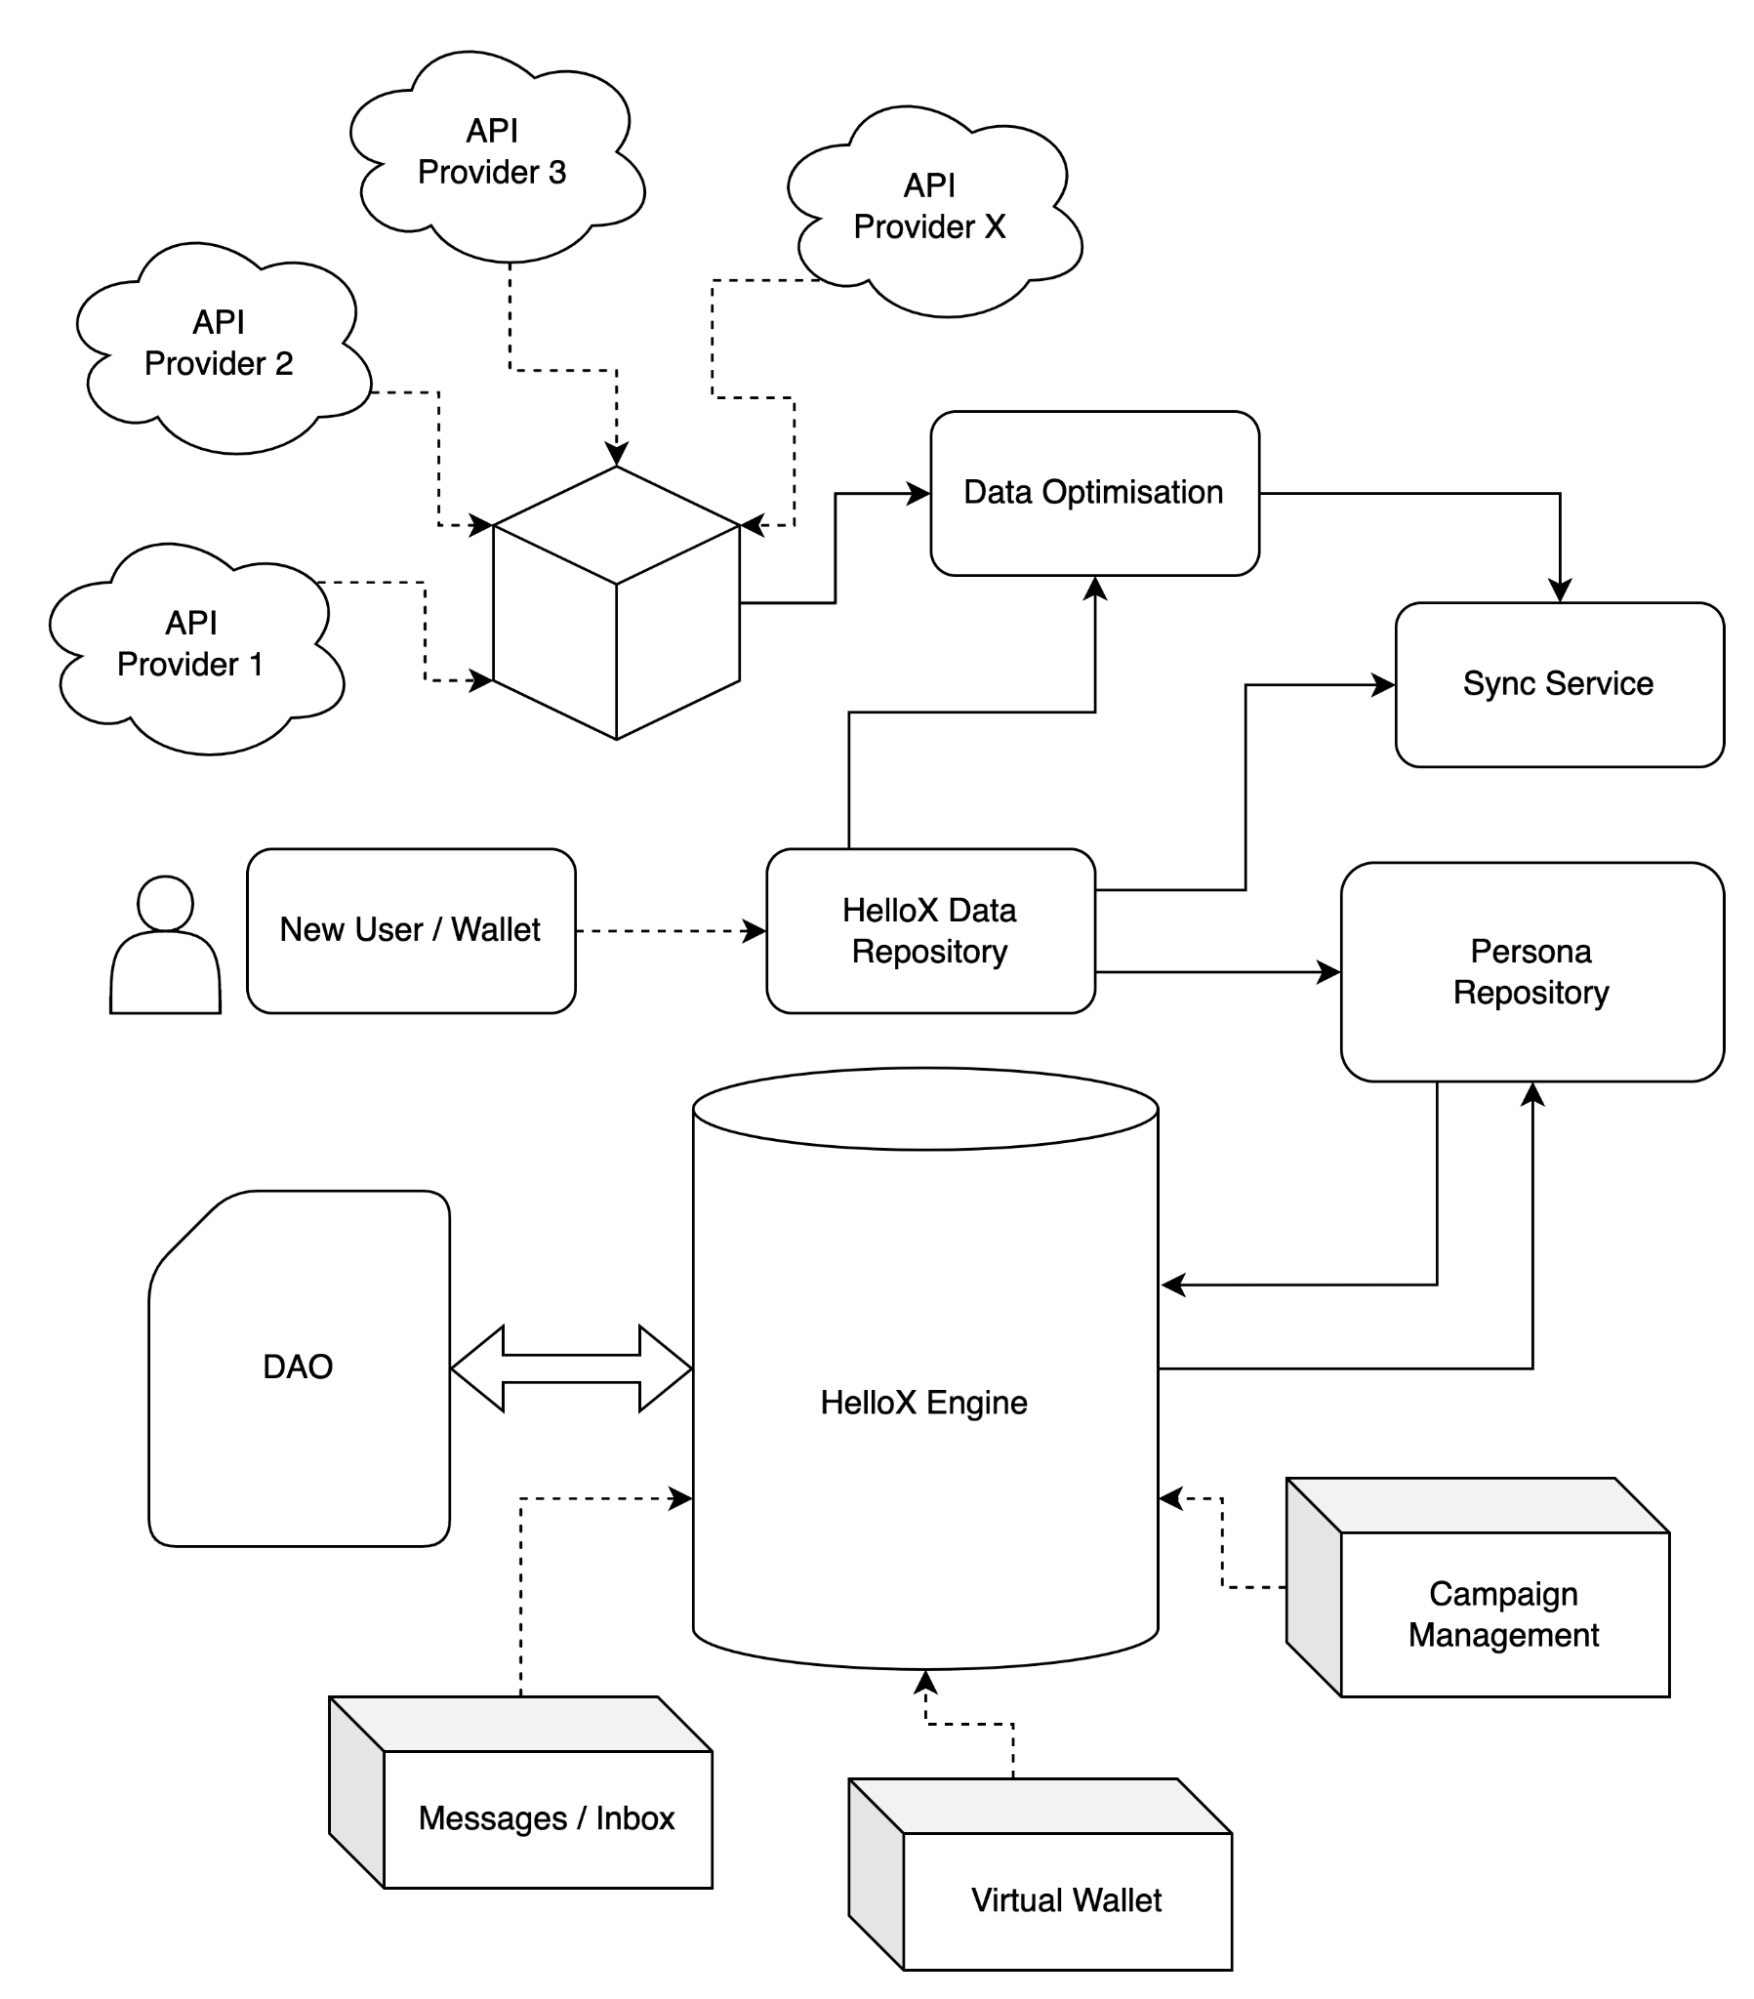 API
Provider 3
API
Provider X
API
Provider 2
Data Optimisation
API
Provider 1
Sync Service
New User / Wallet
HelloX Data
Repository
Persona
Repository
DAO
HelloX Engine
Campaign
Management
Messages / Inbox
Virtual Wallet